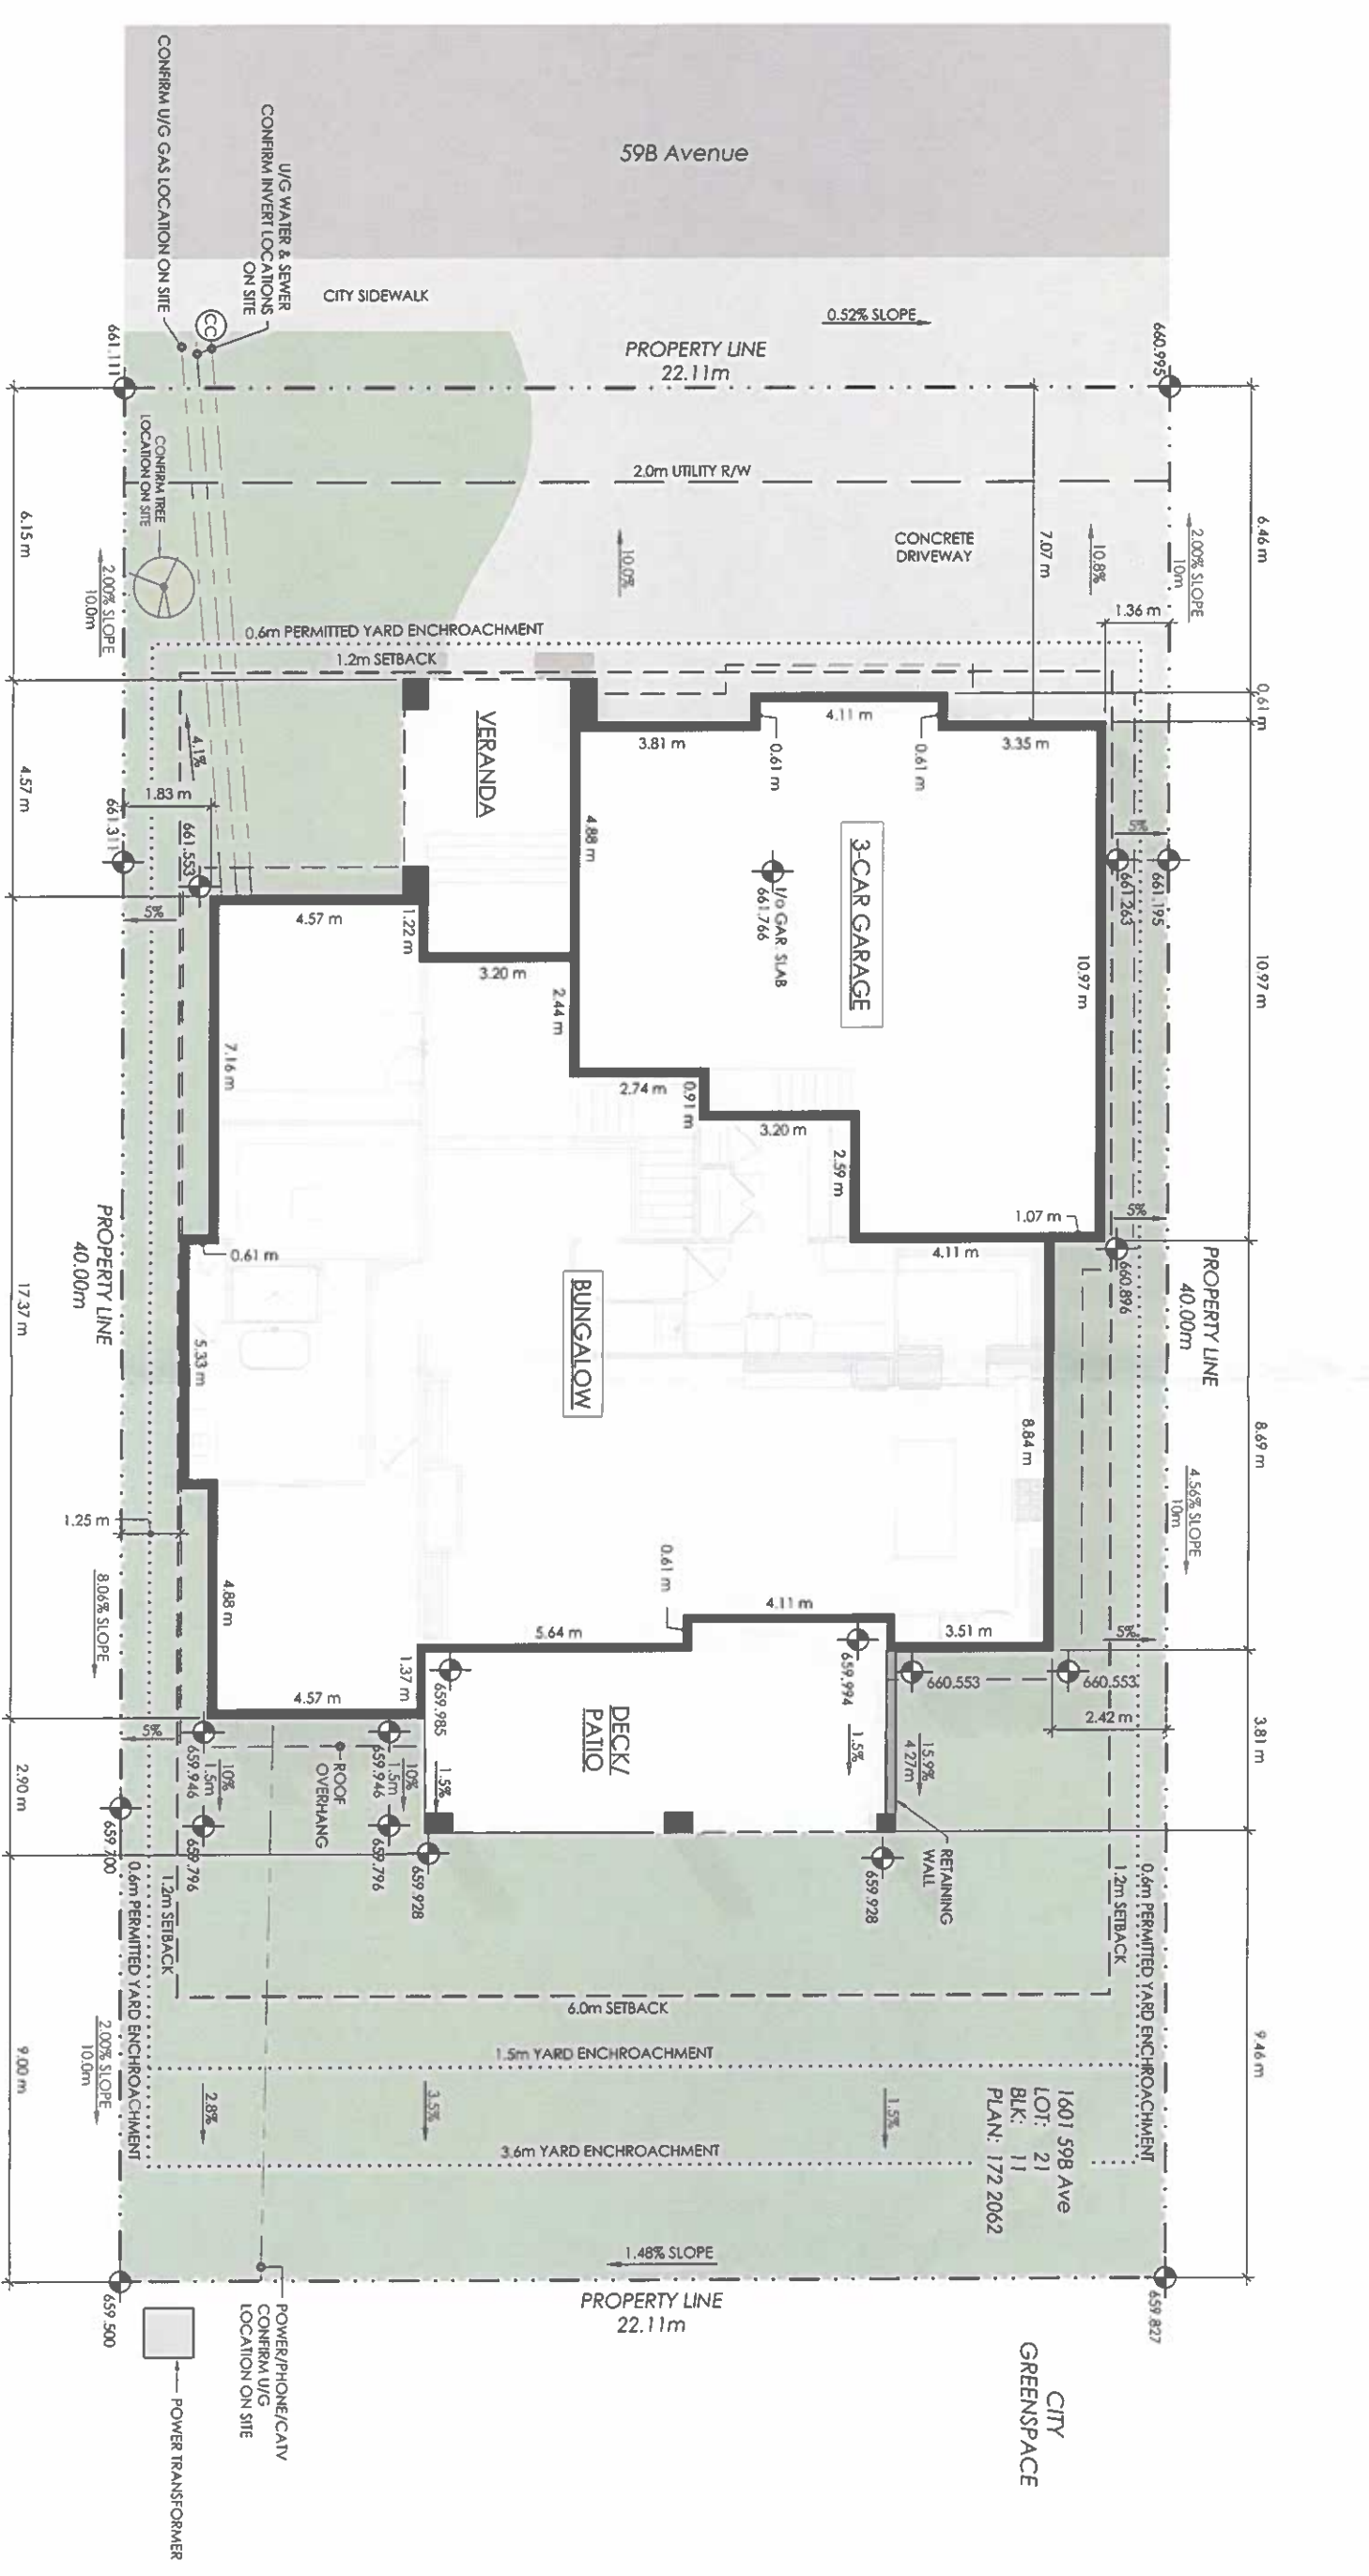 59B Avenue
CONFIRM U/G GAS LOCATION ON SITE
U/G WATER & SEWER
CONFIRM INVERT LOCATIONS
ON SITE
CC
CITY SIDEWALK
0.52% SLOPE
PROPERTY LINE
22.11m
661.111
660.995
CONFIRM TREE
LOCATION ON SITE
2.0m UTILITY R/W
CONCRETE
DRIVEWAY
10.0%
10.8%
7.07 m
2.00% SLOPE
10m
1.36 m
6.46 m
6.15 m
2.00% SLOPE
10.0m
0.6m PERMITTED YARD ENCHROACHMENT
1.2m SETBACK
0.61 m
VERANDA
4.1%
1.83 m
4.57 m
661.311
661.553
5%
3.81 m
0.61 m
4.11 m
0.61 m
3.35 m
4.88 m
3-CAR GARAGE
t/o GAR. SLAB
661.766
10.97 m
5%
661.263
661.195
10.97 m
4.57 m
1.22 m
3.20 m
2.44 m
2.74 m
0.91 m
3.20 m
2.59 m
1.07 m
4.11 m
5%
660.896
7.16 m
0.61 m
PROPERTY LINE
40.00m
17.37 m
5.33 m
BUNGALOW
8.84 m
PROPERTY LINE
40.00m
8.69 m
4.56% SLOPE
10m
1.25 m
8.06% SLOPE
4.88 m
4.57 m
1.37 m
5.64 m
0.61 m
4.11 m
3.51 m
5%
659.985
659.994
660.553
660.553
2.42 m
3.81 m
DECK/
PATIO
1.5%
15.9%
4.27m
1.5%
RETAINING
WALL
5%
659.946
10%
1.5m
659.796
ROOF
OVERHANG
659.946
10%
1.5m
659.796
659.928
659.928
2.90 m
659.700
0.6m PERMITTED YARD ENCHROACHMENT
1.2m SETBACK
1.2m SETBACK
0.6m PERMITTED YARD ENCHROACHMENT
6.0m SETBACK
1.5m YARD ENCHROACHMENT
3.6m YARD ENCHROACHMENT
2.00% SLOPE
10.0m
9.00 m
2.8%
3.5%
1.5%
9.46 m
1601 59B Ave
LOT: 21
BLK: 11
PLAN: 172 2062
1.48% SLOPE
PROPERTY LINE
22.11m
659.500
659.827
POWER/PHONE/CATV
CONFIRM U/G
LOCATION ON SITE
POWER TRANSFORMER
CITY
GREENSPACE